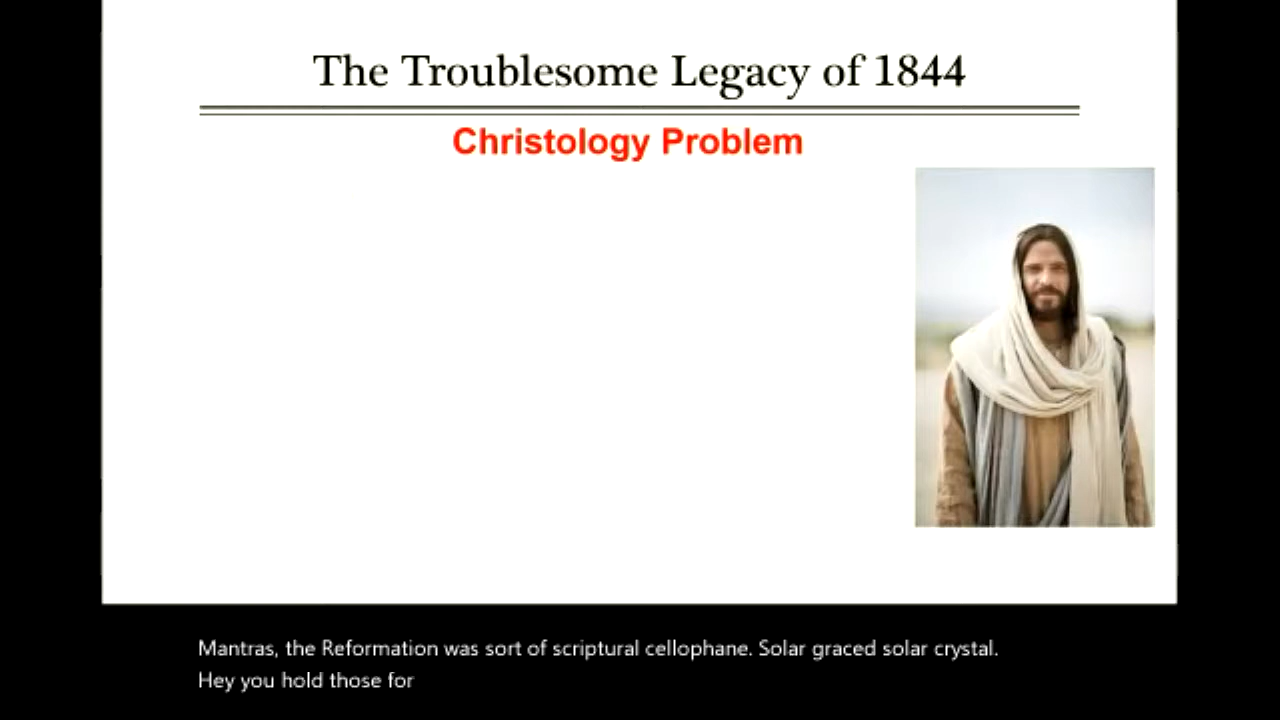 The Troublesome Legacy of 1844
Christology Problem
Mantras, the Reformation was sort of scriptural cellophane. Solar graced solar crystal.
Hey you hold those for